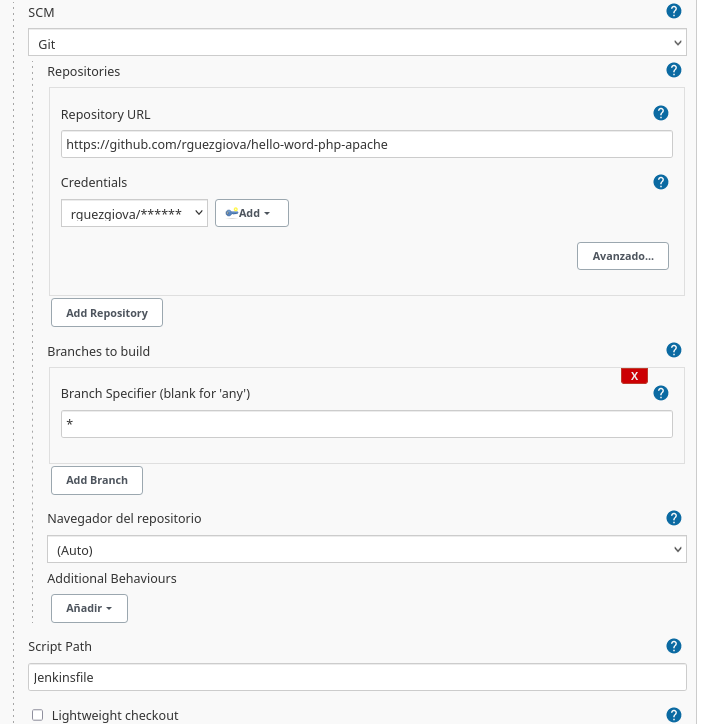 SCM
Git
Repositories
Repository URL
https://github.com/rguezgiova/hello-word-php-apache
Credentials
rguezgiova/******
Add
Avanzado...
Add Repository
Branches to build
X
Branch Specifier (blank for 'any')
*
Add Branch
Navegador del repositorio
(Auto)
Additional Behaviours
Añadir
Script Path
Jenkinsfile
Lightweight checkout